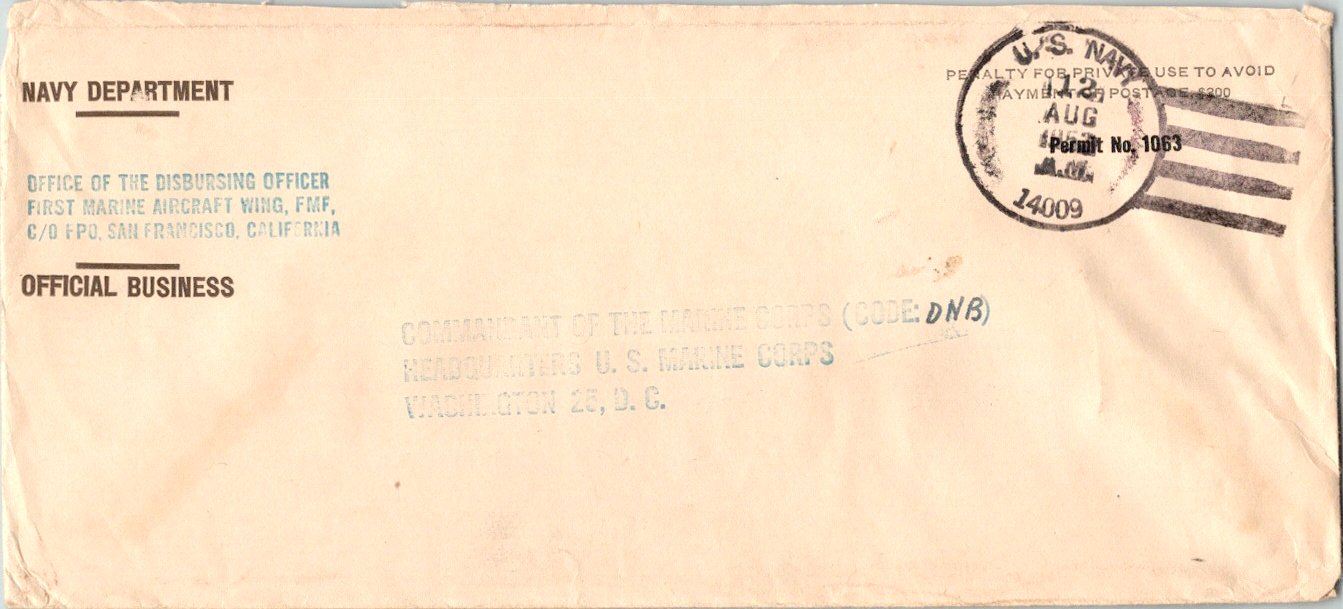 NAVY DEPARTMENT
OFFICE OF THE DISBURSING OFFICER
FIRST MARINE AIRCRAFT WING, FMF,
C/O FPO, SAN FRANCISCO, CALIFORNIA
OFFICIAL BUSINESS
PENALTY FOR PRIVATE USE TO AVOID
PAYMENT OF POSTAGE, $300
Permit No. 1063
U.S. NAVY
12
AUG
A.M.
14009
COMMANDANT OF THE MARINE CORPS (CODE: DNB)
HEADQUARTERS U. S. MARINE CORPS
WASHINGTON 25, D. C.